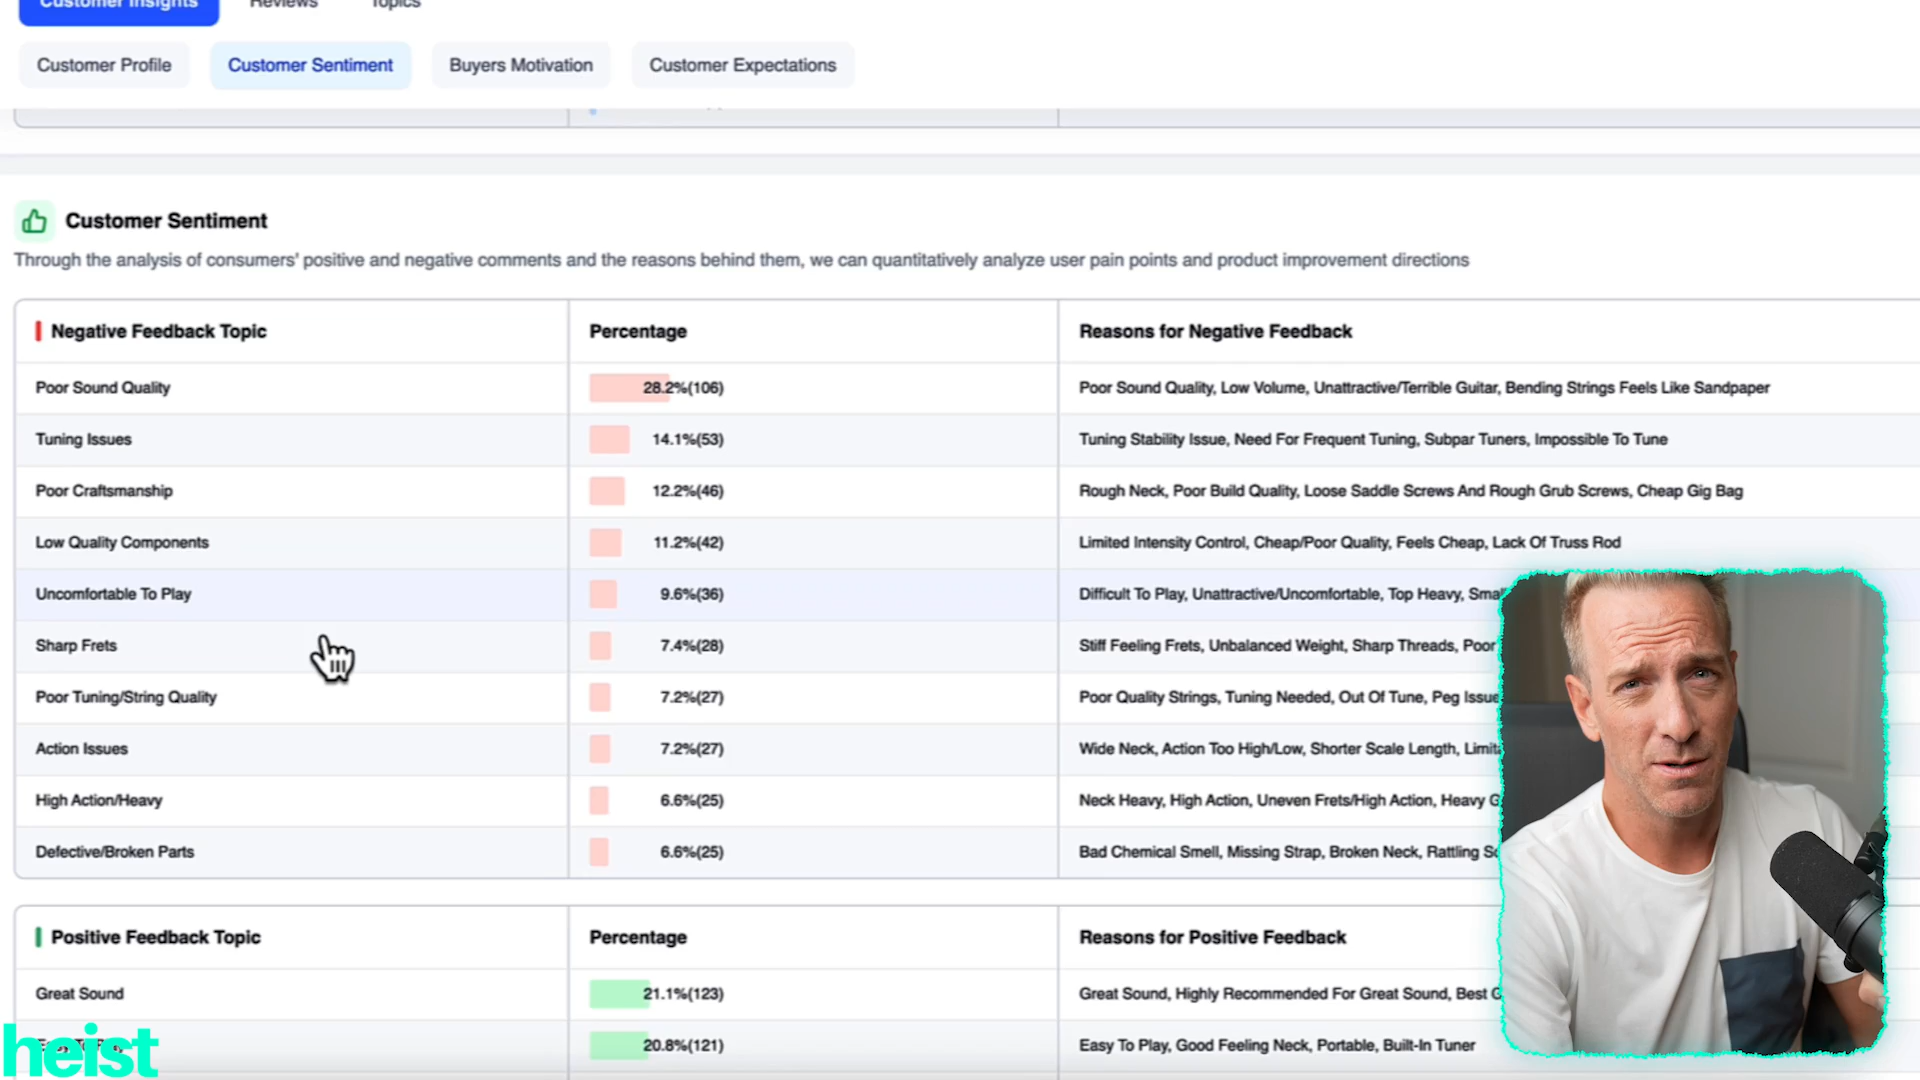 Customer Insights Reviews Topics
Customer Profile Customer Sentiment Buyers Motivation Customer Expectations
Customer Sentiment
Through the analysis of consumers' positive and negative comments and the reasons behind them, we can quantitatively analyze user pain points and product improvement directions
Negative Feedback Topic Percentage Reasons for Negative Feedback
Poor Sound Quality 28.2%(106) Poor Sound Quality, Low Volume, Unattractive/Terrible Guitar, Bending Strings Feels Like Sandpaper
Tuning Issues 14.1%(53) Tuning Stability Issue, Need For Frequent Tuning, Subpar Tuners, Impossible To Tune
Poor Craftsmanship 12.2%(46) Rough Neck, Poor Build Quality, Loose Saddle Screws And Rough Grub Screws, Cheap Gig Bag
Low Quality Components 11.2%(42) Limited Intensity Control, Cheap/Poor Quality, Feels Cheap, Lack Of Truss Rod
Uncomfortable To Play 9.6%(36) Difficult To Play, Unattractive/Uncomfortable, Top Heavy,
Sharp Frets 7.4%(28) Stiff Feeling Frets, Unbalanced Weight, Sharp Threads, Poor
Poor Tuning/String Quality 7.2%(27) Poor Quality Strings, Tuning Needed, Out Of Tune, Peg
Action Issues 7.2%(27) Wide Neck, Action Too High/Low, Shorter Scale Length,
High Action/Heavy 6.6%(25) Neck Heavy, High Action, Uneven Frets/High Action, Heavy
Defective/Broken Parts 6.6%(25) Bad Chemical Smell, Missing Strap, Broken Neck, Rattling
Positive Feedback Topic Percentage Reasons for Positive Feedback
Great Sound 21.1%(123) Great Sound, Highly Recommended For Great Sound, Best
20.8%(121) Easy To Play, Good Feeling Neck, Portable, Built-In Tuner
heist